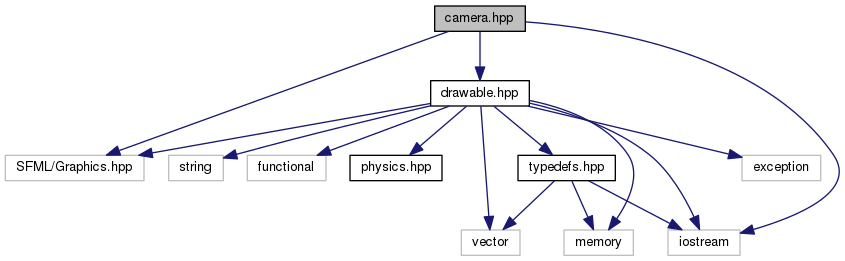 camera.hpp
drawable.hpp
SFML/Graphics.hpp
string
functional
physics.hpp
typedefs.hpp
exception
vector
memory
iostream